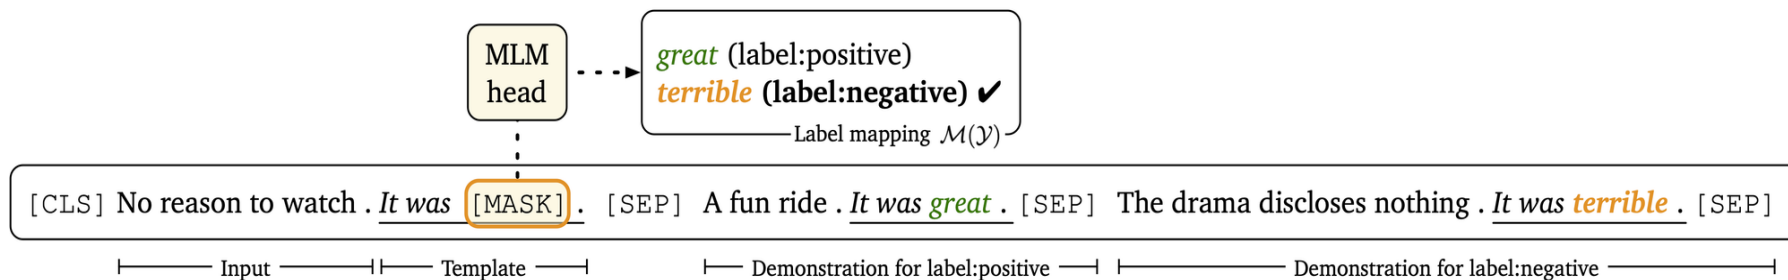 MLM
head
great (label:positive)
terrible (label:negative) ✔
Label mapping ℳ(𝒴)
[CLS] No reason to watch . It was [MASK] . [SEP] A fun ride . It was great . [SEP] The drama discloses nothing . It was terrible . [SEP]
Input Template Demonstration for label:positive Demonstration for label:negative